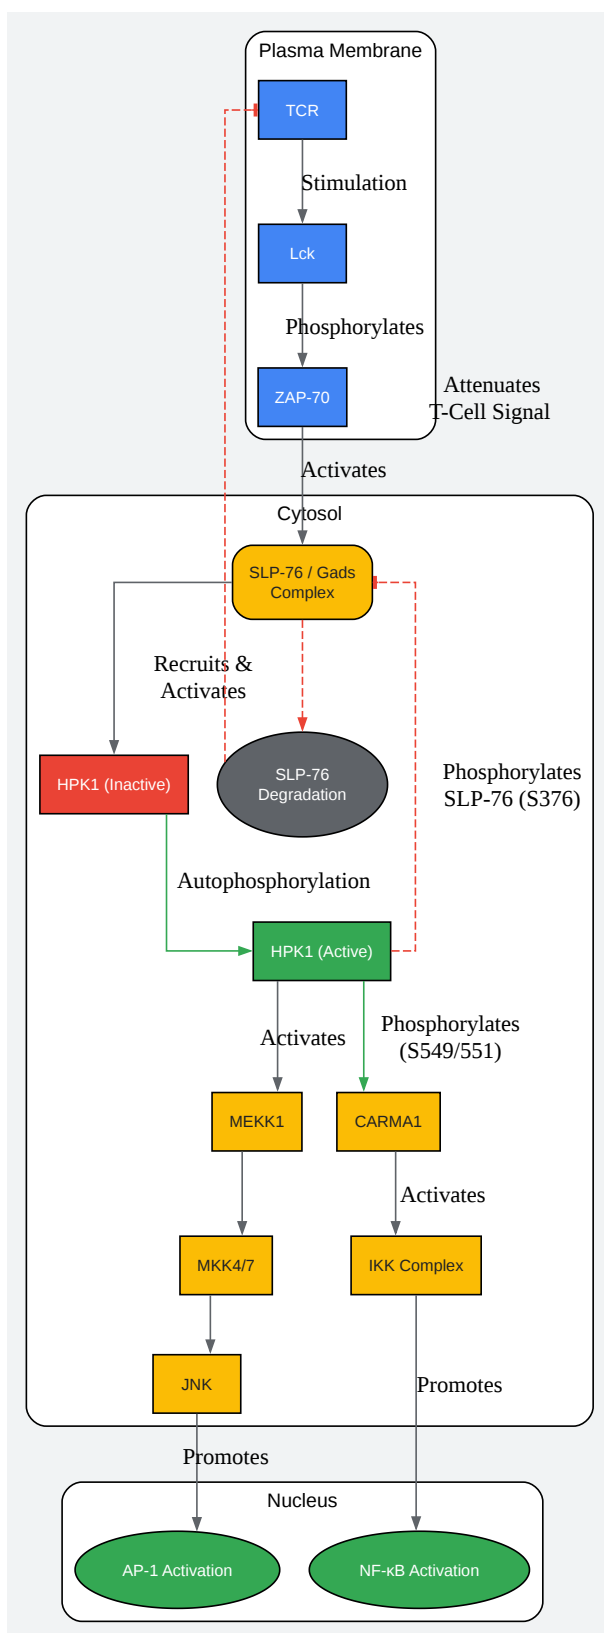 Plasma Membrane
TCR
Stimulation
Lck
Phosphorylates
ZAP-70
Attenuates
T-Cell Signal
Activates
Cytosol
SLP-76 / Gads
Complex
Recruits &
Activates
HPK1 (Inactive)
SLP-76
Degradation
Phosphorylates
SLP-76 (S376)
Autophosphorylation
HPK1 (Active)
Activates
Phosphorylates
(S549/551)
MEKK1
CARMA1
Activates
MKK4/7
IKK Complex
JNK
Promotes
Promotes
Nucleus
AP-1 Activation
NF-κB Activation